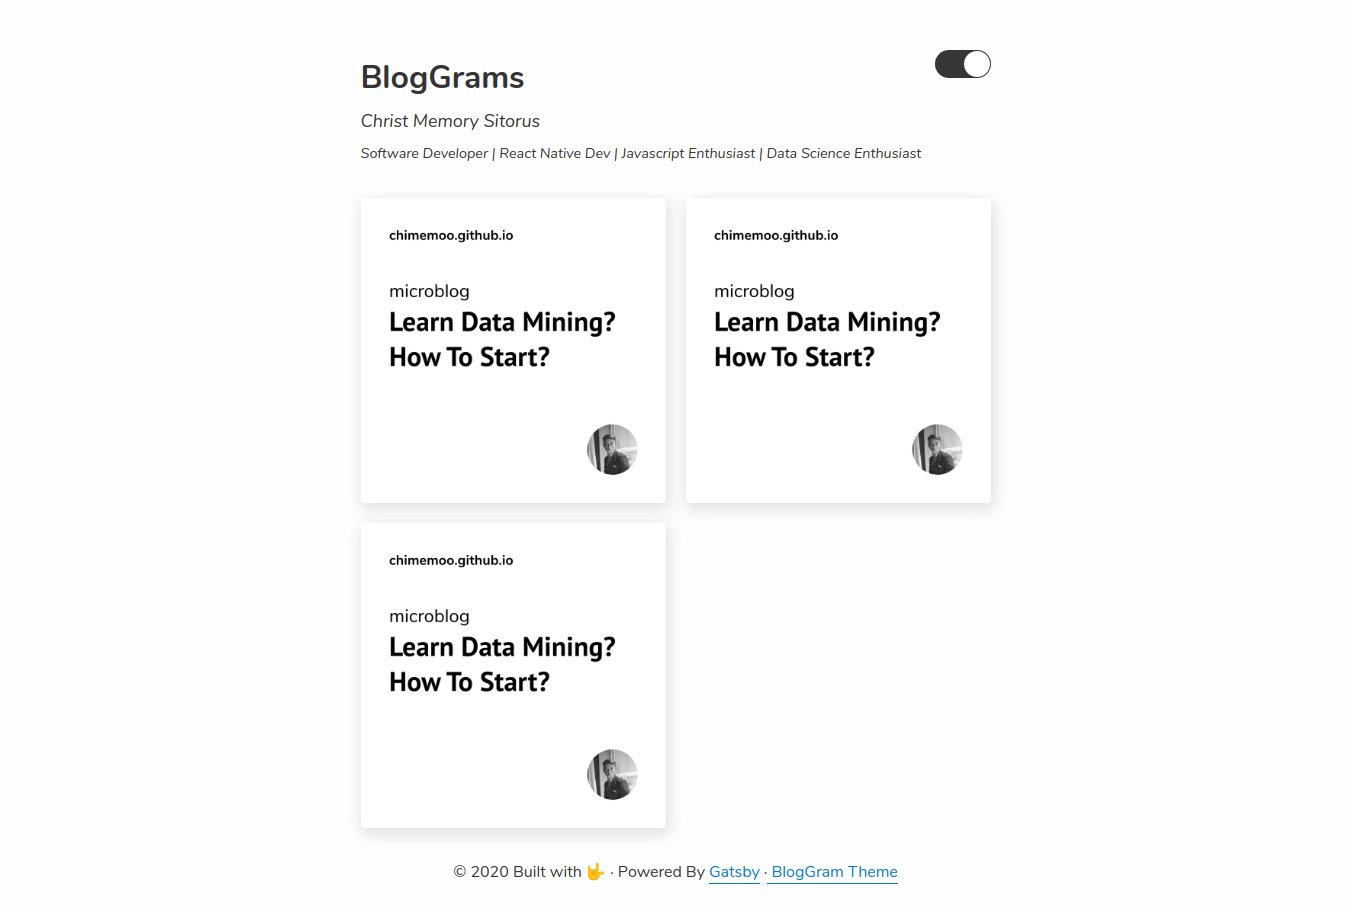 BlogGrams
Christ Memory Sitorus
Software Developer | React Native Dev | Javascript Enthusiast | Data Science Enthusiast
chimemoo.github.io
microblog
Learn Data Mining?
How To Start?
chimemoo.github.io
microblog
Learn Data Mining?
How To Start?
chimemoo.github.io
microblog
Learn Data Mining?
How To Start?
© 2020 Built with 🤟 · Powered By Gatsby · BlogGram Theme